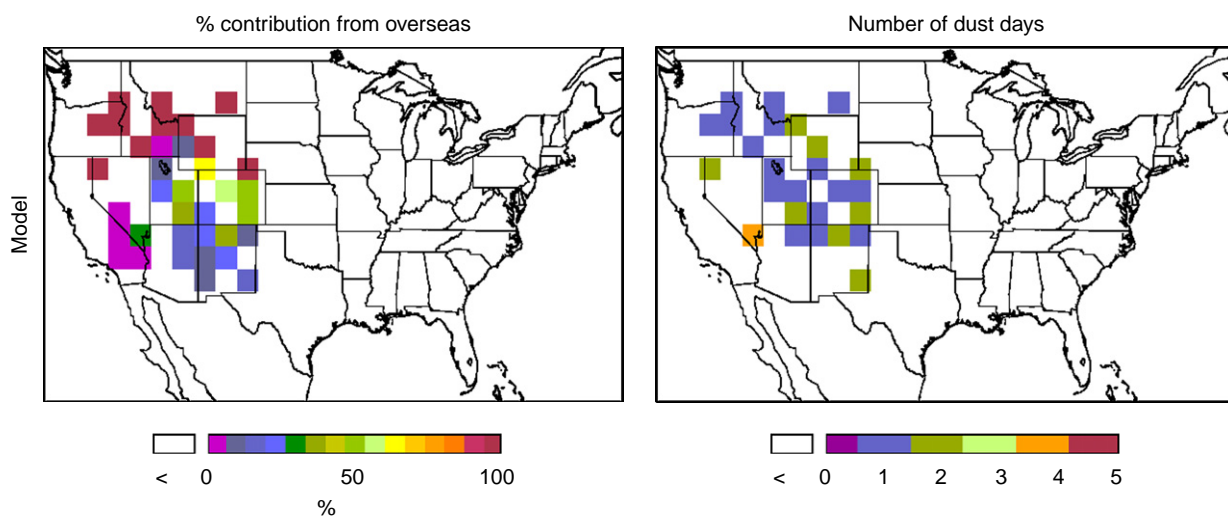 % contribution from overseas
Number of dust days
Model
< 0 50 100
%
< 0 1 2 3 4 5